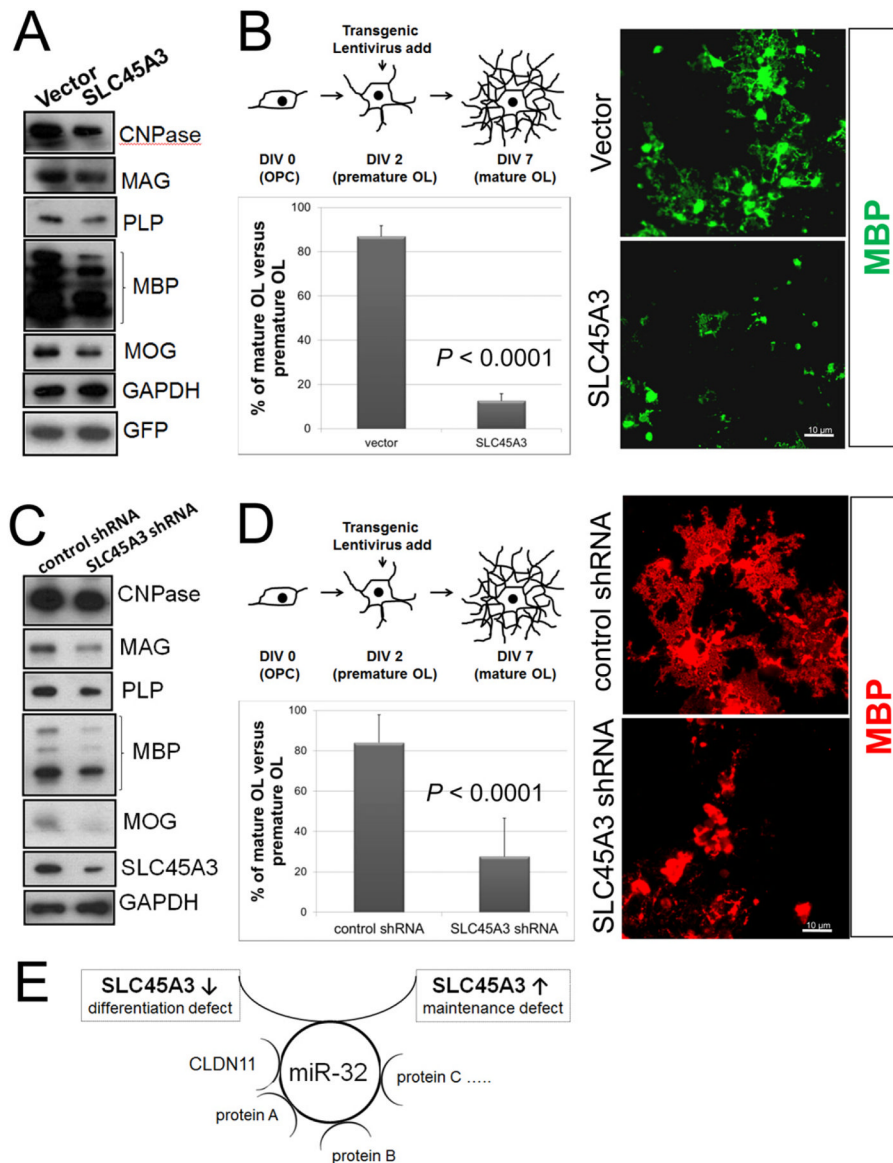 A
Vector
SLC45A3
CNPase
MAG
PLP
MBP
MOG
GAPDH
GFP
B
Transgenic
Lentivirus add
DIV 0
(OPC)
DIV 2
(premature OL)
DIV 7
(mature OL)
% of mature OL versus
premature OL
100
80
60
40
20
0
P < 0.0001
vector
SLC45A3
Vector
SLC45A3
10 µm
MBP
C
control shRNA
SLC45A3 shRNA
CNPase
MAG
PLP
MBP
MOG
SLC45A3
GAPDH
D
Transgenic
Lentivirus add
DIV 0
(OPC)
DIV 2
(premature OL)
DIV 7
(mature OL)
% of mature OL versus
premature OL
100
80
60
40
20
0
P < 0.0001
control shRNA
SLC45A3 shRNA
control shRNA
SLC45A3 shRNA
10 µm
MBP
E
SLC45A3 ↓
differentiation defect
SLC45A3 ↑
maintenance defect
CLDN11
miR-32
protein C .....
protein A
protein B